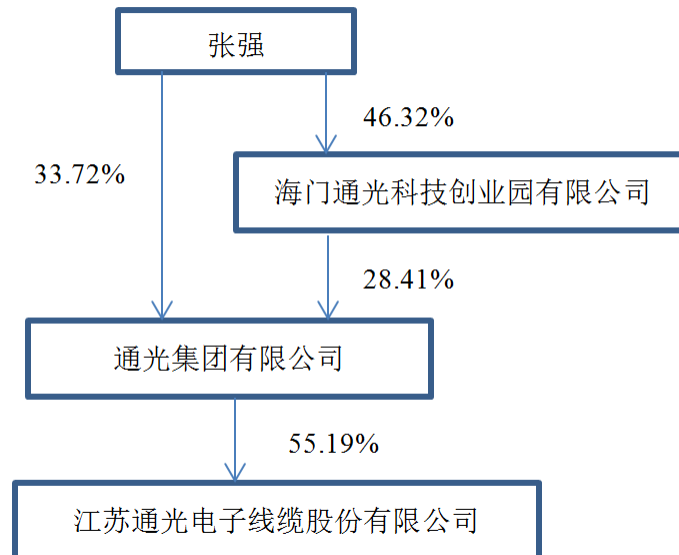 张强
46.32%
33.72%
海门通光科技创业园有限公司
28.41%
通光集团有限公司
55.19%
江苏通光电子线缆股份有限公司